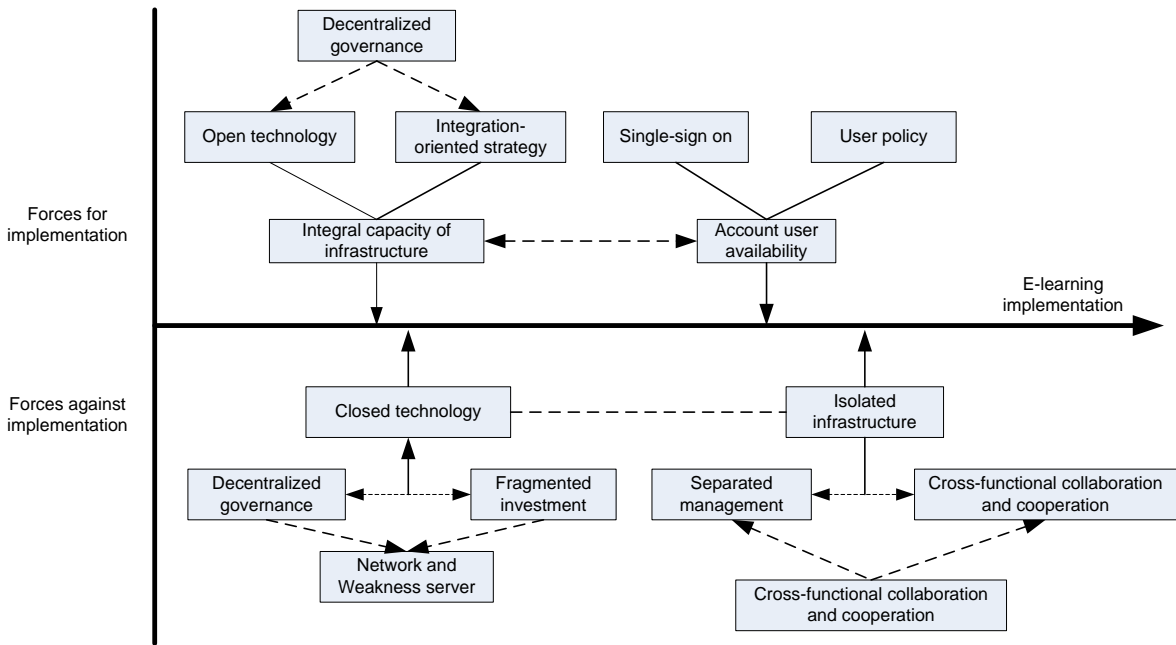 Decentralized
governance
Open technology
Integration-
oriented strategy
Single-sign on
User policy
Forces for
implementation
Integral capacity of
infrastructure
Account user
availability
E-learning
implementation
Forces against
implementation
Closed technology
Isolated
infrastructure
Decentralized
governance
Fragmented
investment
Separated
management
Cross-functional collaboration
and cooperation
Network and
Weakness server
Cross-functional collaboration
and cooperation